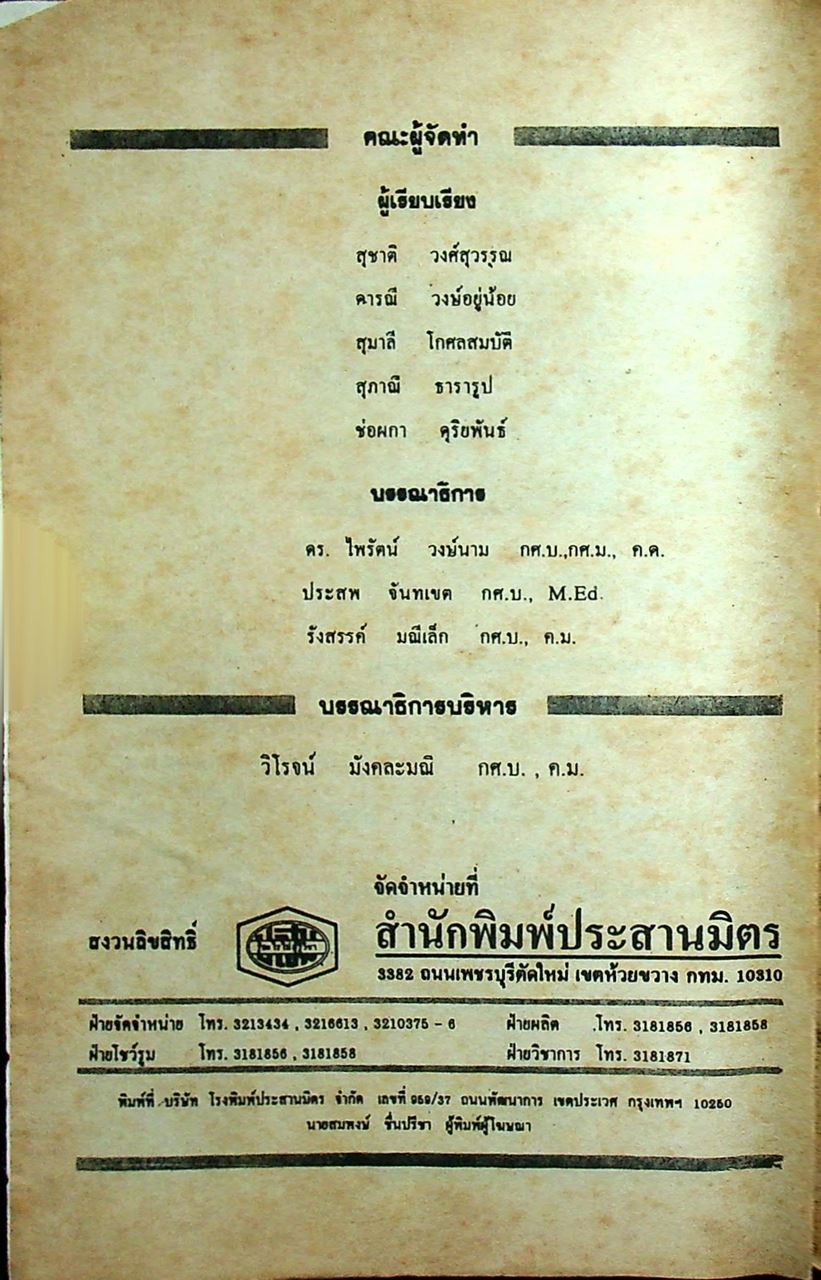 คณะผู้จัดทำ
ผู้เรียบเรียง
สุชาติ วงศ์สุวรรณ
ดารณี วงษ์อยู่น้อย
สุมาลี โกศลสมบัติ
สุภาณี ธารารูป
ช่อผกา ดุริยพันธ์
บรรณาธิการ
ดร. ไพรัตน์ วงษ์นาม กศ.บ.,กศ.ม., ค.ด.
ประสพ จันทเขต กศ.บ., M.Ed.
รังสรรค์ มณีเล็ก กศ.บ., ค.ม.
บรรณาธิการบริหาร
วิโรจน์ มังคละมณี กศ.บ. , ค.ม.
จัดจำหน่ายที่
สงวนลิขสิทธิ์ สำนักพิมพ์ประสานมิตร
3382 ถนนเพชรบุรีตัดใหม่ เขตห้วยขวาง กทม. 10310
ฝ่ายจัดจำหน่าย โทร. 3213434 , 3216613 , 3210375 - 6 ฝ่ายผลิต โทร. 3181856 , 3181858
ฝ่ายโชว์รูม โทร. 3181856 , 3181858 ฝ่ายวิชาการ โทร. 3181871
พิมพ์ที่ บริษัท โรงพิมพ์ประสานมิตร จำกัด เลขที่ 959/37 ถนนพัฒนาการ เขตประเวศ กรุงเทพฯ 10250
นายสมพงษ์ ชื่นปรีชา ผู้พิมพ์ผู้โฆษณา